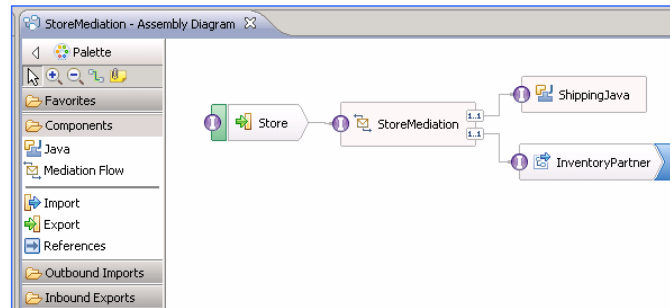 StoreMediation - Assembly Diagram
Palette
Favorites
Components
Java
Mediation Flow
Import
Export
References
Outbound Imports
Inbound Exports
Store
StoreMediation
1..1
1..1
ShippingJava
InventoryPartner